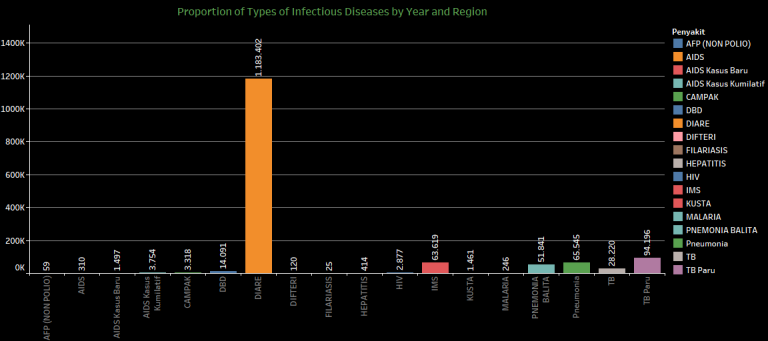 Proportion of Types of Infectious Diseases by Year and Region
1400K
1200K
1000K
800K
600K
400K
200K
0K
59
310
1.497
3.754
3.318
14.091
1.183.402
120
25
414
2.877
63.619
1.461
246
51.841
65.545
28.220
94.196
AFP (NON POLIO)
AIDS
AIDS Kasus Baru
AIDS Kasus
Kumilatif
CAMPAK
DBD
DIARE
DIFTERI
FILARIASIS
HEPATITIS
HIV
IMS
KUSTA
MALARIA
PNEMONIA
BALITA
Pneumonia
TB
TB Paru
Penyakit
AFP (NON POLIO)
AIDS
AIDS Kasus Baru
AIDS Kasus Kumilatif
CAMPAK
DBD
DIARE
DIFTERI
FILARIASIS
HEPATITIS
HIV
IMS
KUSTA
MALARIA
PNEMONIA BALITA
Pneumonia
TB
TB Paru